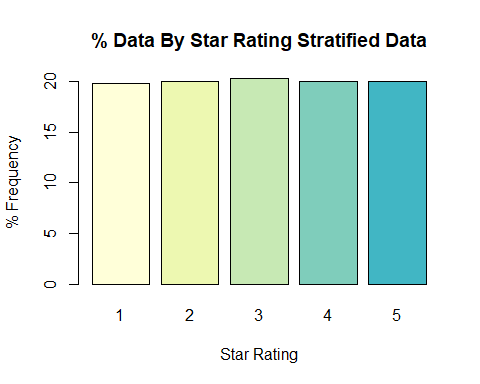 % Data By Star Rating Stratified Data
% Frequency
20
15
10
5
0
1 2 3 4 5
Star Rating